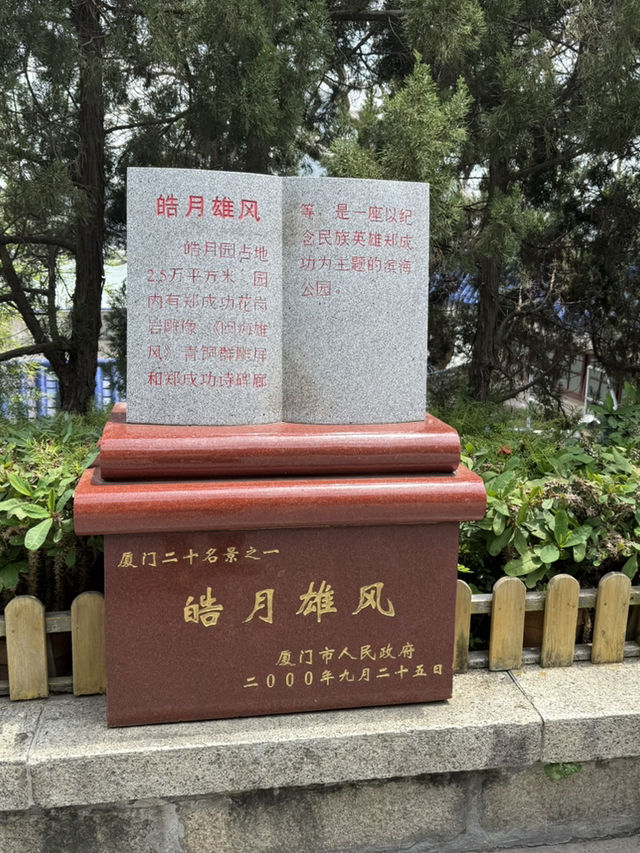 皓月雄风
皓月园占地
2.5万平方米，园
内有郑成功花岗
岩雕像《闽海雄
风》青铜群雕屏
和郑成功诗碑廊
等，是一座以纪
念民族英雄郑成
功为主题的滨海
公园。
厦门二十名景之一
皓月雄风
厦门市人民政府
二000年九月二十五日